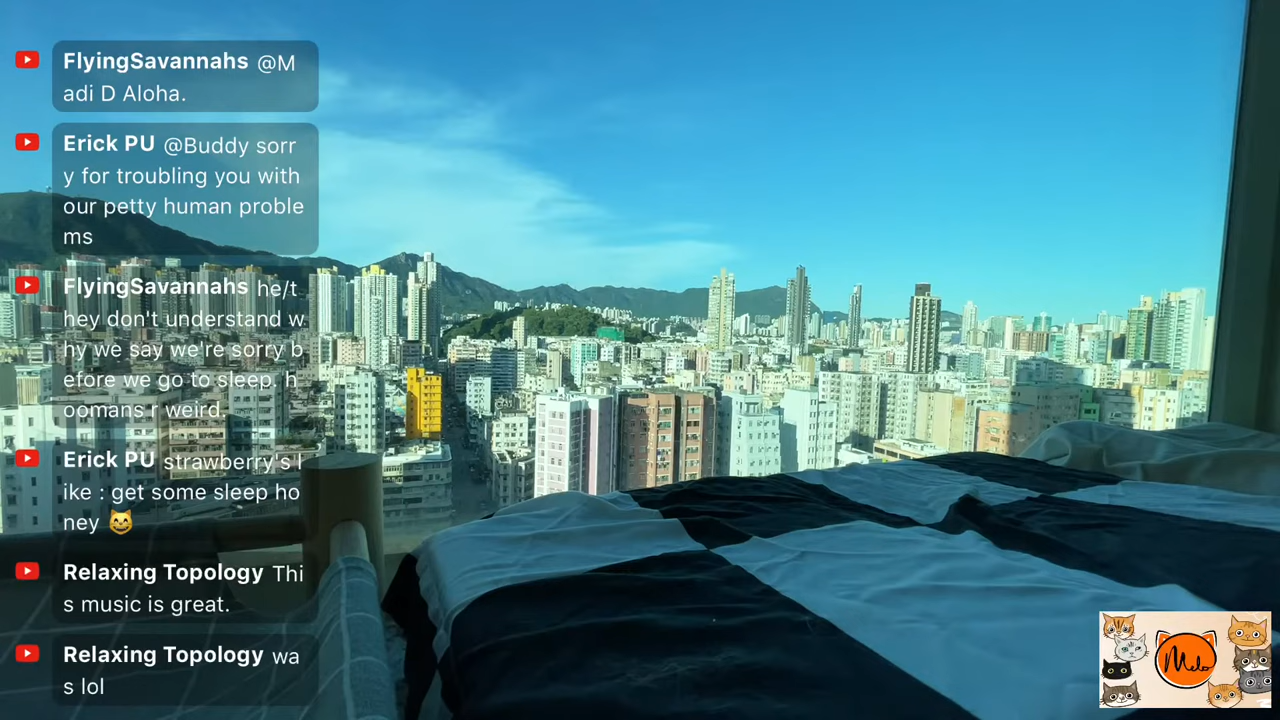 FlyingSavannahs @M
adi D Aloha.
Erick PU @Buddy sorr
y for troubling you with
our petty human proble
ms
FlyingSavannahs he/t
hey don't understand w
hy we say we're sorry b
efore we go to sleep. h
oomans r weird.
Erick PU strawberry's l
ike : get some sleep ho
ney 😸
Relaxing Topology Thi
s music is great.
Relaxing Topology wa
s lol
Melo